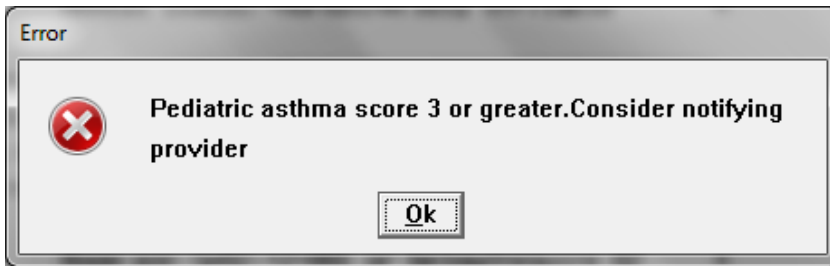 Error
Pediatric asthma score 3 or greater.Consider notifying
provider
Ok